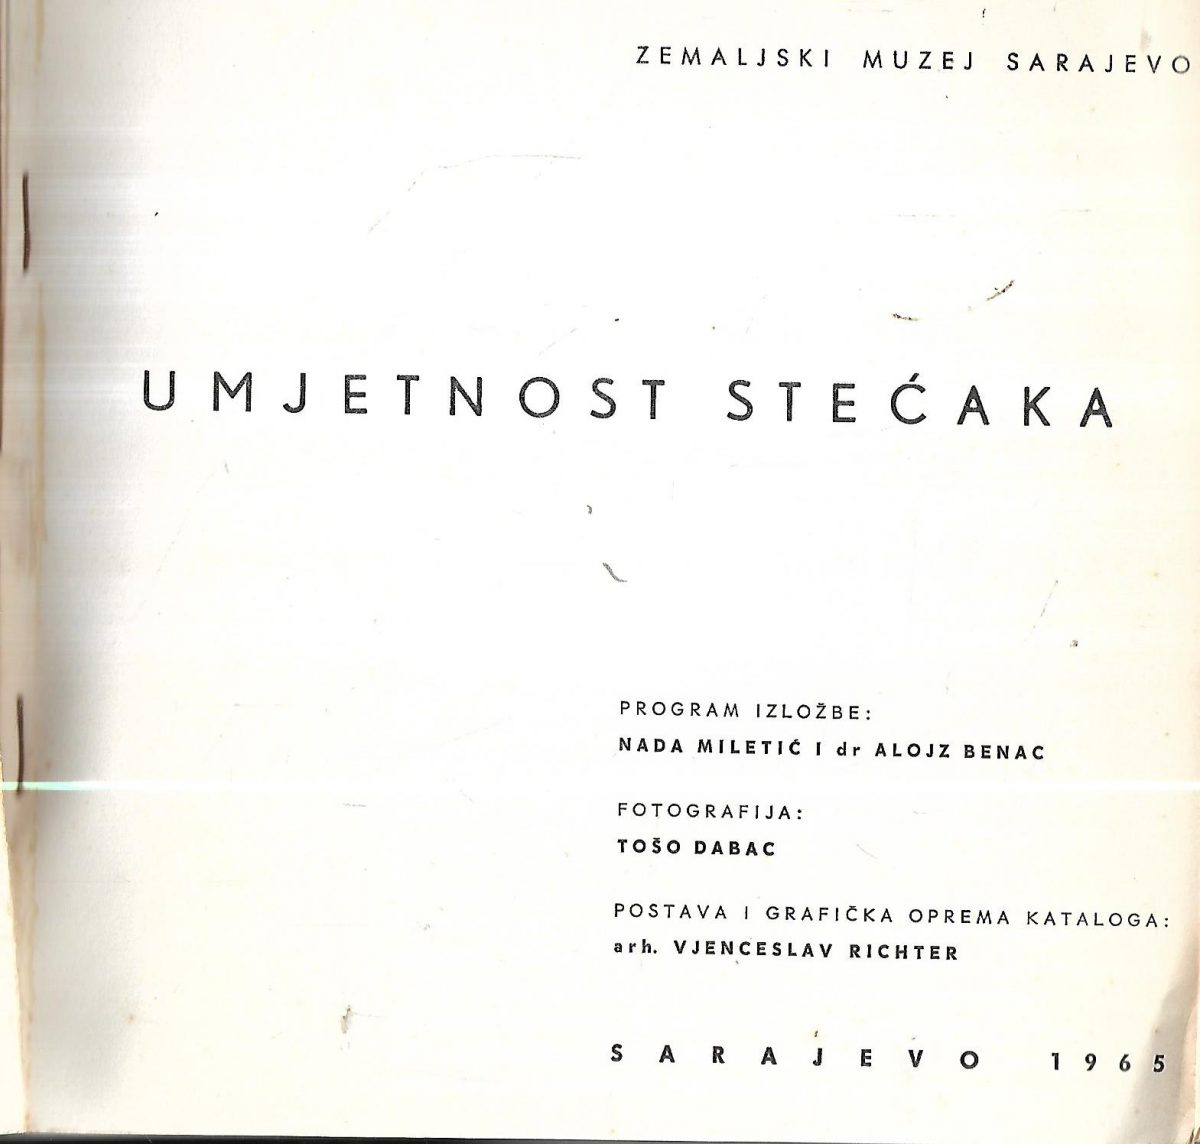 ZEMALJSKI MUZEJ SARAJEVO
UMJETNOST STEĆAKA
PROGRAM IZLOŽBE:
NADA MILETIĆ I dr ALOJZ BENAC
FOTOGRAFIJA:
TOŠO DABAC
POSTAVA I GRAFIČKA OPREMA KATALOGA:
arh. VJENCESLAV RICHTER
SARAJEVO 1965